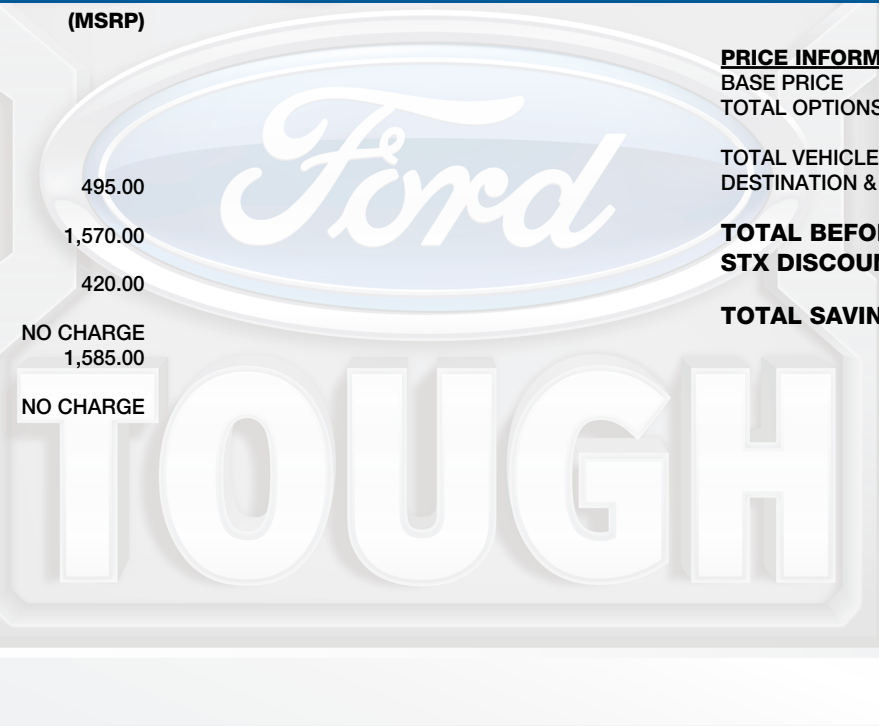 (MSRP)
495.00
1,570.00
420.00
NO CHARGE
1,585.00
NO CHARGE
PRICE INFORM
BASE PRICE
TOTAL OPTIONS
TOTAL VEHICLE
DESTINATION &
TOTAL BEFO
STX DISCOU
TOTAL SAVIN
Ford
TOUGH